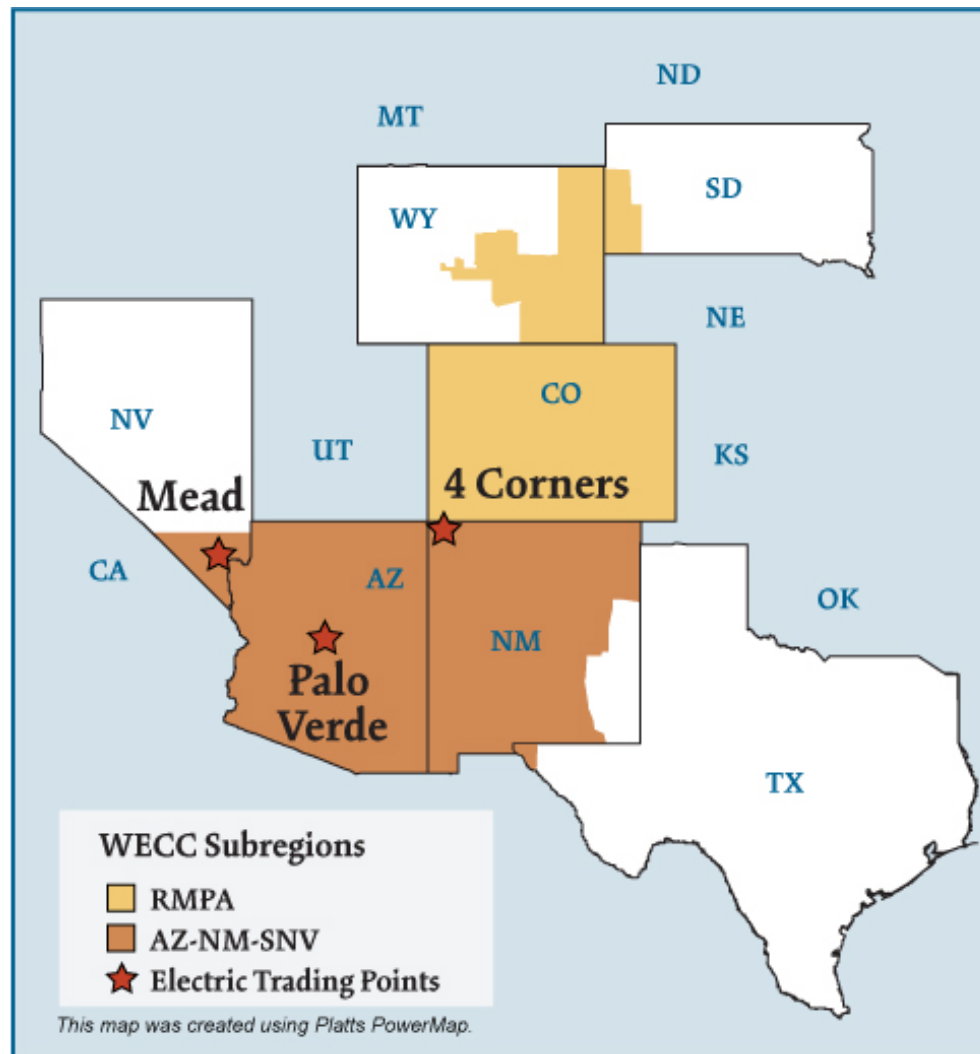 ND
MT
SD
WY
NE
CO
NV
UT
KS
4 Corners
Mead
CA
AZ
OK
NM
Palo
Verde
TX
WECC Subregions
RMPA
AZ-NM-SNV
Electric Trading Points
This map was created using Platts PowerMap.